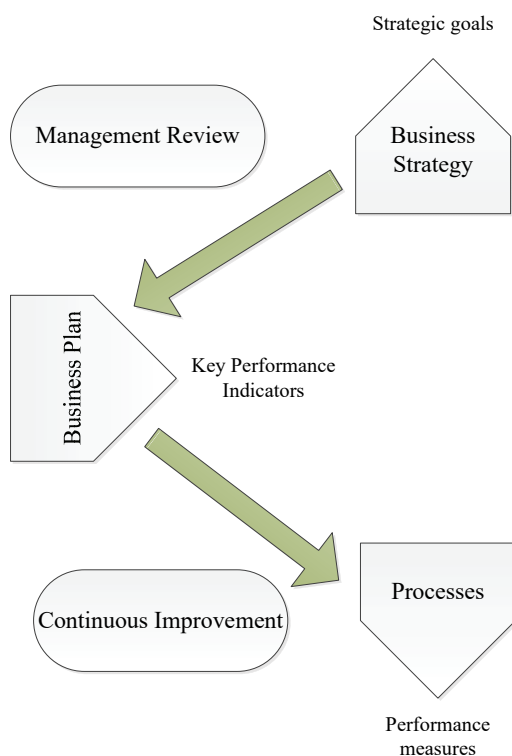 Strategic goals
Management Review
Business
Strategy
Business Plan
Key Performance
Indicators
Processes
Continuous Improvement
Performance
measures